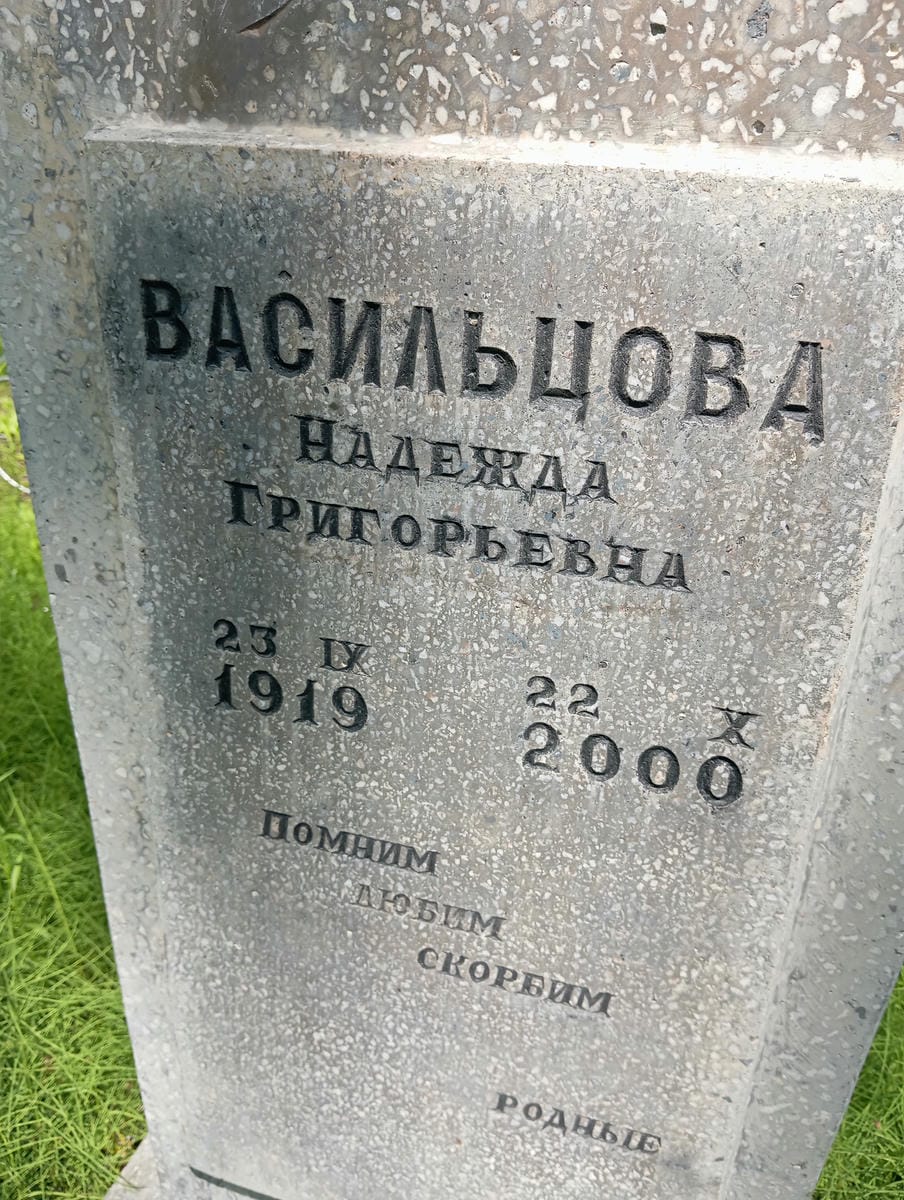 ВАСИЛЬЦОВА
НАДЕЖДА
ГРИГОРЬЕВНА
23 IX 22 X
1919 2000
ПОМНИМ
ЛЮБИМ
СКОРБИМ
РОДНЫЕ